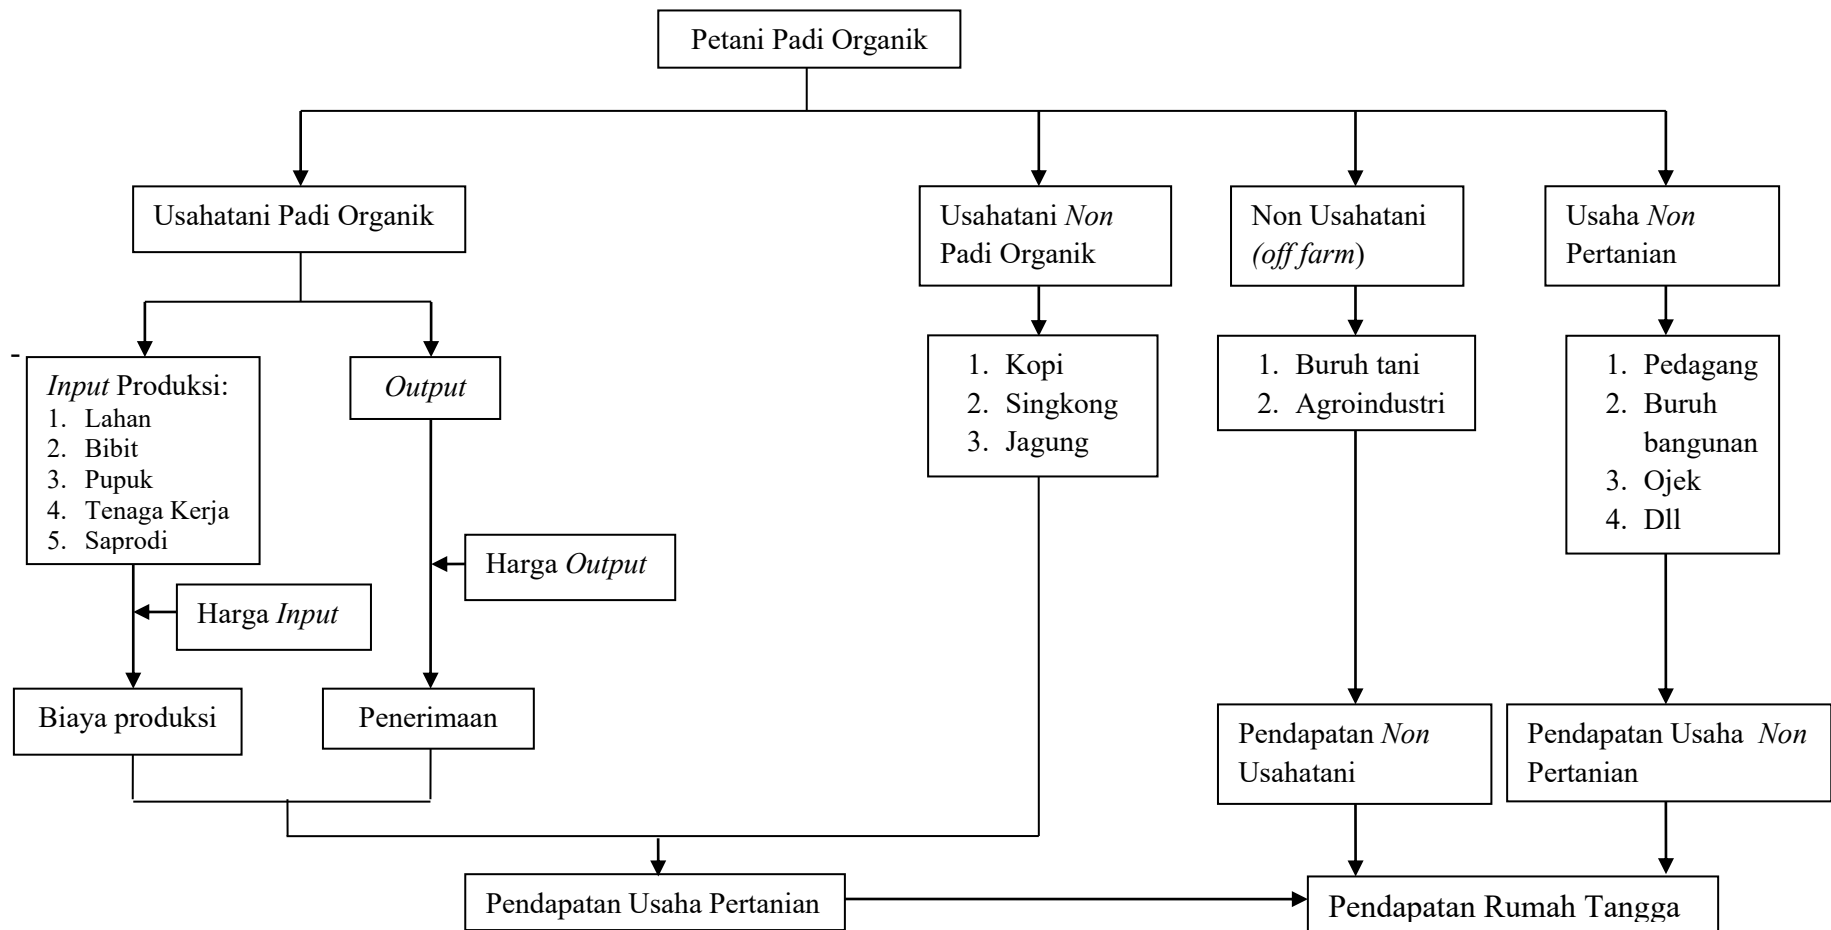 Petani Padi Organik
Usahatani Padi Organik
Usahatani Non
Padi Organik
Non Usahatani
(off farm)
Usaha Non
Pertanian
-
Input Produksi:
1. Lahan
2. Bibit
3. Pupuk
4. Tenaga Kerja
5. Saprodi
Output
1. Kopi
2. Singkong
3. Jagung
1. Buruh tani
2. Agroindustri
1. Pedagang
2. Buruh
bangunan
3. Ojek
4. Dll
Harga Output
Harga Input
Biaya produksi
Penerimaan
Pendapatan Non
Usahatani
Pendapatan Usaha Non
Pertanian
Pendapatan Usaha Pertanian
Pendapatan Rumah Tangga